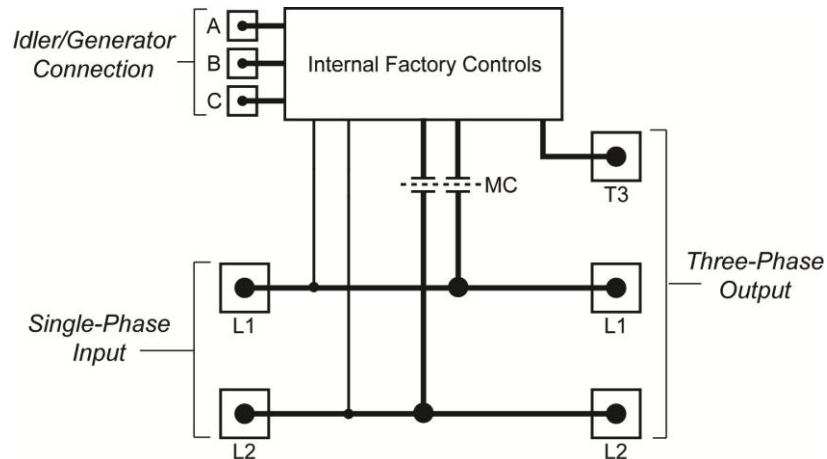 Idler/Generator
Connection
A
B
C
Internal Factory Controls
MC
T3
Three-Phase
Output
Single-Phase
Input
L1
L1
L2
L2